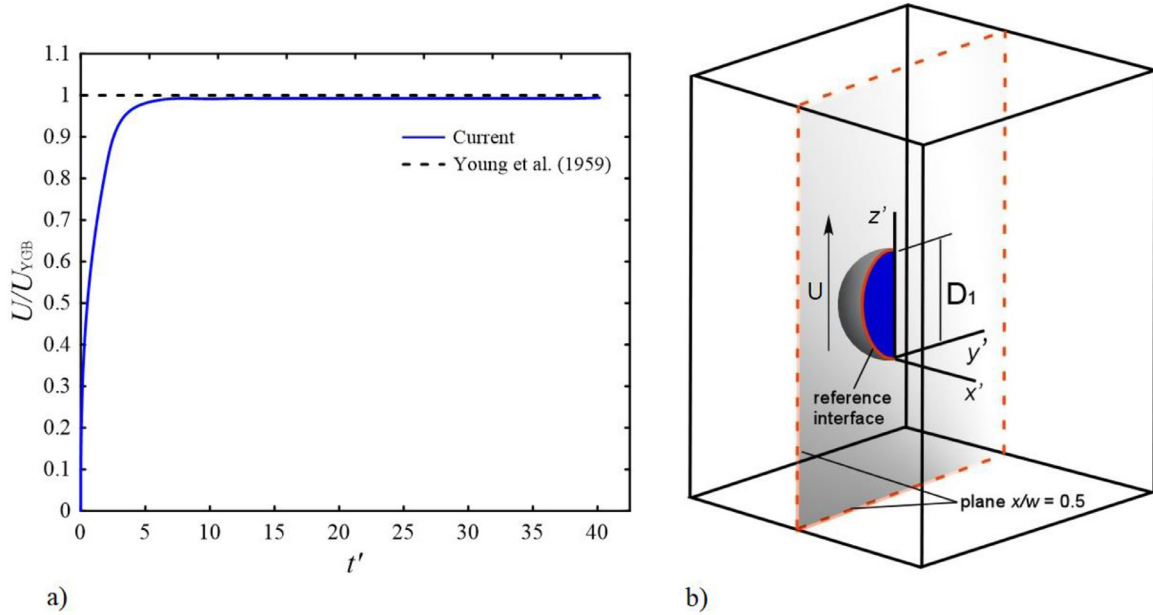 1.1
1
0.9
0.8
0.7
0.6
0.5
0.4
0.3
0.2
0.1
0
U/U_YGB
Current
Young et al. (1959)
0 5 10 15 20 25 30 35 40
t'
a)
z'
U
D1
y'
x'
reference
interface
plane x/w = 0.5
b)